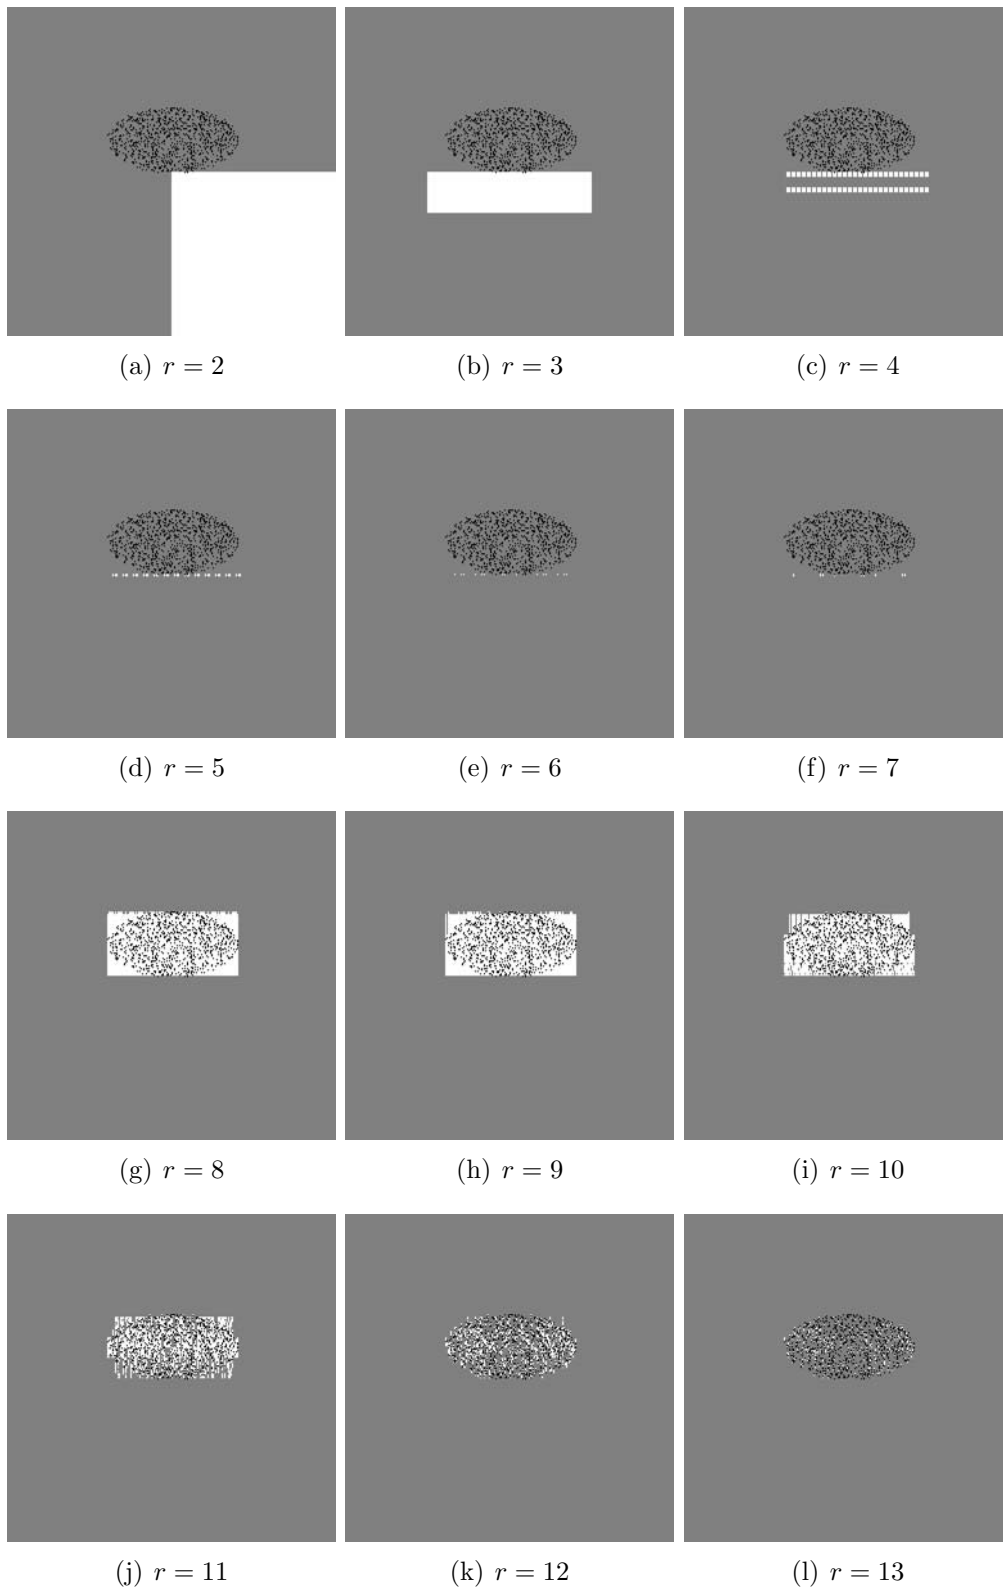 (a) r = 2
(b) r = 3
(c) r = 4
(d) r = 5
(e) r = 6
(f) r = 7
(g) r = 8
(h) r = 9
(i) r = 10
(j) r = 11
(k) r = 12
(l) r = 13